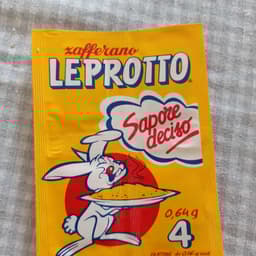 zafferano
LEPROTTO
Sapore
deciso
0,64g
4